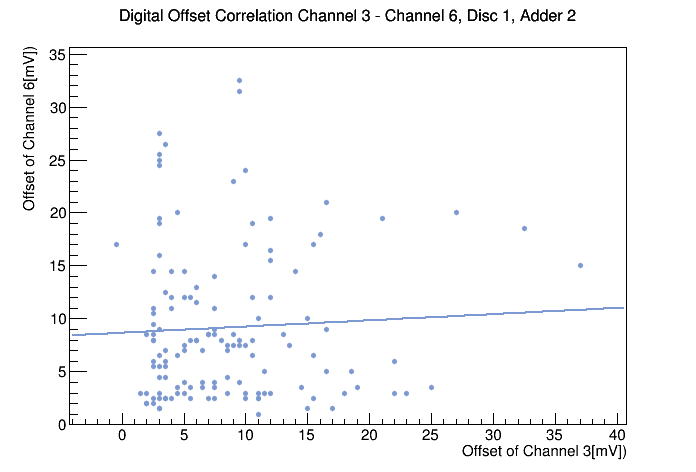 Digital Offset Correlation Channel 3 - Channel 6, Disc 1, Adder 2
Offset of Channel 6[mV])
35
30
25
20
15
10
5
0
0 5 10 15 20 25 30 35 40
Offset of Channel 3[mV])